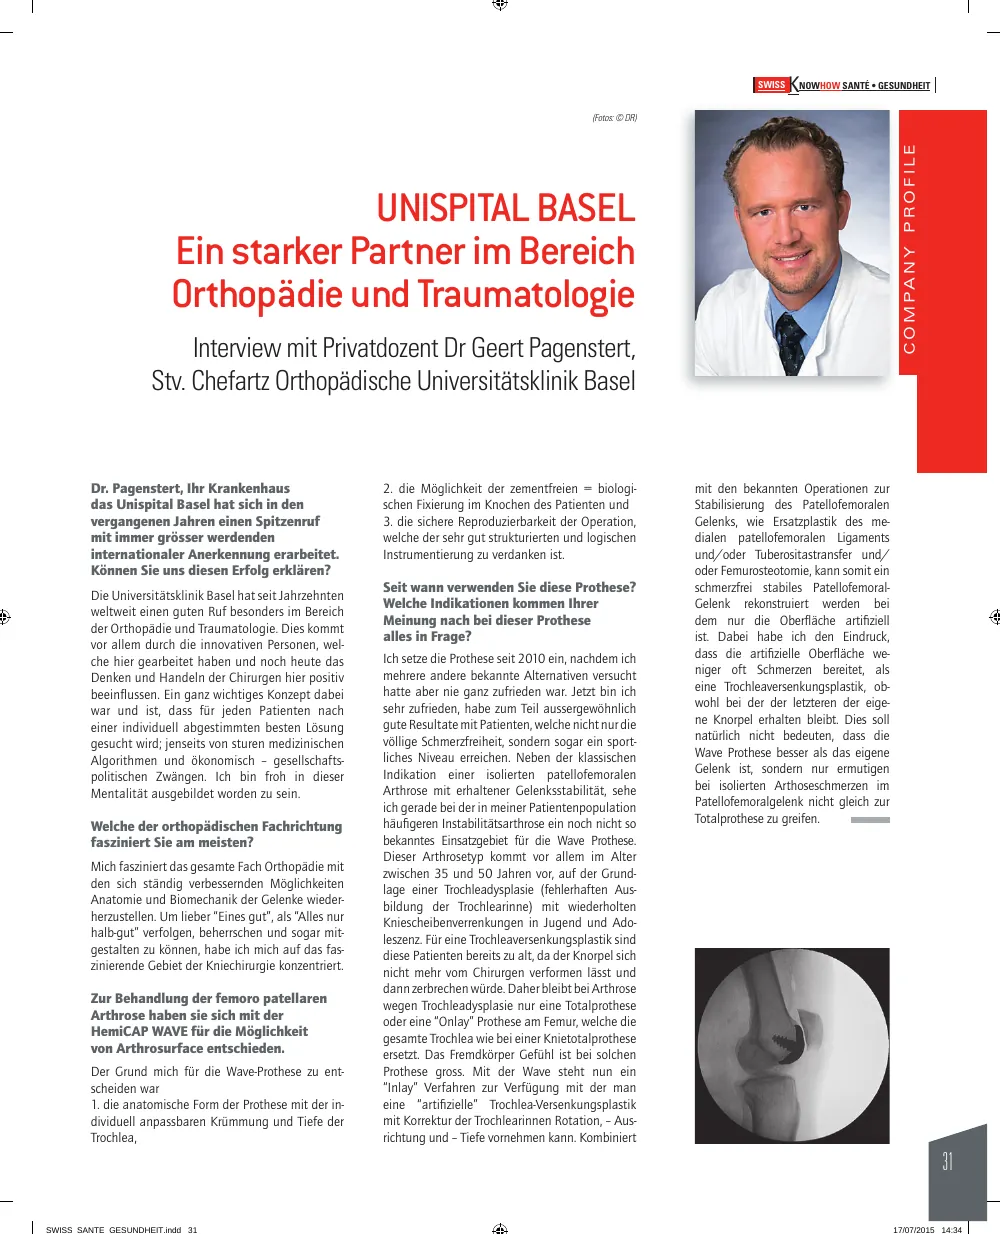 SWISS KNOWHOW SANTÉ • GESUNDHEIT
(Fotos: © DR)
COMPANY PROFILE
UNISPITAL BASEL
Ein starker Partner im Bereich
Orthopädie und Traumatologie
Interview mit Privatdozent Dr Geert Pagenstert,
Stv. Chefartz Orthopädische Universitätsklinik Basel
Dr. Pagenstert, Ihr Krankenhaus
das Unispital Basel hat sich in den
vergangenen Jahren einen Spitzenruf
mit immer grösser werdenden
internationaler Anerkennung erarbeitet.
Können Sie uns diesen Erfolg erklären?
Die Universitätsklinik Basel hat seit Jahrzehnten
weltweit einen guten Ruf besonders im Bereich
der Orthopädie und Traumatologie. Dies kommt
vor allem durch die innovativen Personen, wel-
che hier gearbeitet haben und noch heute das
Denken und Handeln der Chirurgen hier positiv
beeinflussen. Ein ganz wichtiges Konzept dabei
war und ist, dass für jeden Patienten nach
einer individuell abgestimmten besten Lösung
gesucht wird; jenseits von sturen medizinischen
Algorithmen und ökonomisch – gesellschafts-
politischen Zwängen. Ich bin froh in dieser
Mentalität ausgebildet worden zu sein.
Welche der orthopädischen Fachrichtung
fasziniert Sie am meisten?
Mich fasziniert das gesamte Fach Orthopädie mit
den sich ständig verbessernden Möglichkeiten
Anatomie und Biomechanik der Gelenke wieder-
herzustellen. Um lieber “Eines gut”, als “Alles nur
halb-gut” verfolgen, beherrschen und sogar mit-
gestalten zu können, habe ich mich auf das fas-
zinierende Gebiet der Kniechirurgie konzentriert.
Zur Behandlung der femoro patellaren
Arthrose haben sie sich mit der
HemiCAP WAVE für die Möglichkeit
von Arthrosurface entschieden.
Der Grund mich für die Wave-Prothese zu ent-
scheiden war
1. die anatomische Form der Prothese mit der in-
dividuell anpassbaren Krümmung und Tiefe der
Trochlea,
2. die Möglichkeit der zementfreien = biologi-
schen Fixierung im Knochen des Patienten und
3. die sichere Reproduzierbarkeit der Operation,
welche der sehr gut strukturierten und logischen
Instrumentierung zu verdanken ist.
Seit wann verwenden Sie diese Prothese?
Welche Indikationen kommen Ihrer
Meinung nach bei dieser Prothese
alles in Frage?
Ich setze die Prothese seit 2010 ein, nachdem ich
mehrere andere bekannte Alternativen versucht
hatte aber nie ganz zufrieden war. Jetzt bin ich
sehr zufrieden, habe zum Teil aussergewöhnlich
gute Resultate mit Patienten, welche nicht nur die
völlige Schmerzfreiheit, sondern sogar ein sport-
liches Niveau erreichen. Neben der klassischen
Indikation einer isolierten patellofemoralen
Arthrose mit erhaltener Gelenksstabilität, sehe
ich gerade bei der in meiner Patientenpopulation
häufigeren Instabilitätsarthrose ein noch nicht so
bekanntes Einsatzgebiet für die Wave Prothese.
Dieser Arthrosetyp kommt vor allem im Alter
zwischen 35 und 50 Jahren vor, auf der Grund-
lage einer Trochleadysplasie (fehlerhaften Aus-
bildung der Trochlearinne) mit wiederholten
Kniescheibenverrenkungen in Jugend und Ado-
leszenz. Für eine Trochleaversenkungsplastik sind
diese Patienten bereits zu alt, da der Knorpel sich
nicht mehr vom Chirurgen verformen lässt und
dann zerbrechen würde. Daher bleibt bei Arthrose
wegen Trochleadysplasie nur eine Totalprothese
oder eine “Onlay” Prothese am Femur, welche die
gesamte Trochlea wie bei einer Knietotalprothese
ersetzt. Das Fremdkörper Gefühl ist bei solchen
Prothese gross. Mit der Wave steht nun ein
“Inlay” Verfahren zur Verfügung mit der man
eine “artifizielle” Trochlea-Versenkungsplastik
mit Korrektur der Trochlearinnen Rotation, – Aus-
richtung und – Tiefe vornehmen kann. Kombiniert
mit den bekannten Operationen zur
Stabilisierung des Patellofemoralen
Gelenks, wie Ersatzplastik des me-
dialen patellofemoralen Ligaments
und/oder Tuberositastransfer und/
oder Femurosteotomie, kann somit ein
schmerzfrei stabiles Patellofemoral-
Gelenk rekonstruiert werden bei
dem nur die Oberfläche artifiziell
ist. Dabei habe ich den Eindruck,
dass die artifizielle Oberfläche we-
niger oft Schmerzen bereitet, als
eine Trochleaversenkungsplastik, ob-
wohl bei der der letzteren der eige-
ne Knorpel erhalten bleibt. Dies soll
natürlich nicht bedeuten, dass die
Wave Prothese besser als das eigene
Gelenk ist, sondern nur ermutigen
bei isolierten Arthoseschmerzen im
Patellofemoralgelenk nicht gleich zur
Totalprothese zu greifen.
31
SWISS_SANTE_GESUNDHEIT.indd 31
17/07/2015 14:34